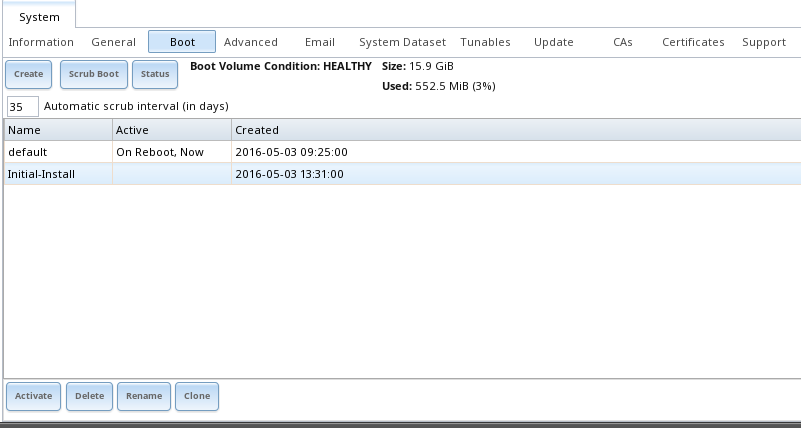 System
Information General Boot Advanced Email System Dataset Tunables Update CAs Certificates Support
Create Scrub Boot Status Boot Volume Condition: HEALTHY Size: 15.9 GiB
Used: 552.5 MiB (3%)
35 Automatic scrub interval (in days)
Name Active Created
default On Reboot, Now 2016-05-03 09:25:00
Initial-Install 2016-05-03 13:31:00
Activate Delete Rename Clone